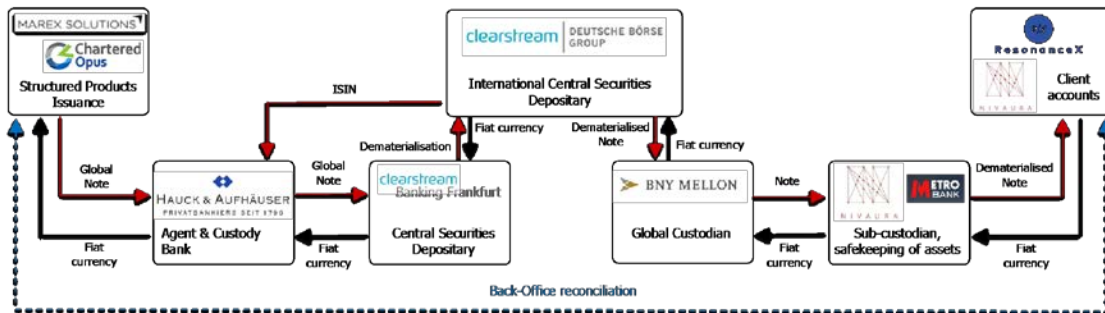 MAREX SOLUTIONS
Chartered
Opus
Structured Products
Issuance
clearstream
DEUTSCHE BÖRSE
GROUP
International Central Securities
Depositary
ResonanceX
NIVAURA
Client
accounts
ISIN
Fiat currency
Dematerialisation
Dematerialised
Note
Fiat currency
Global
Note
HAUCK & AUFHÄUSER
PRIVATBANKIERS SEIT 1796
Agent & Custody
Bank
Global
Note
clearstream
Banking Frankfurt
Central Securities
Depositary
BNY MELLON
Global Custodian
Note
NIVAURA
METRO
BANK
Sub-custodian,
safekeeping of assets
Dematerialised
Note
Fiat
currency
Fiat
currency
Fiat
currency
Fiat
currency
Back-Office reconciliation